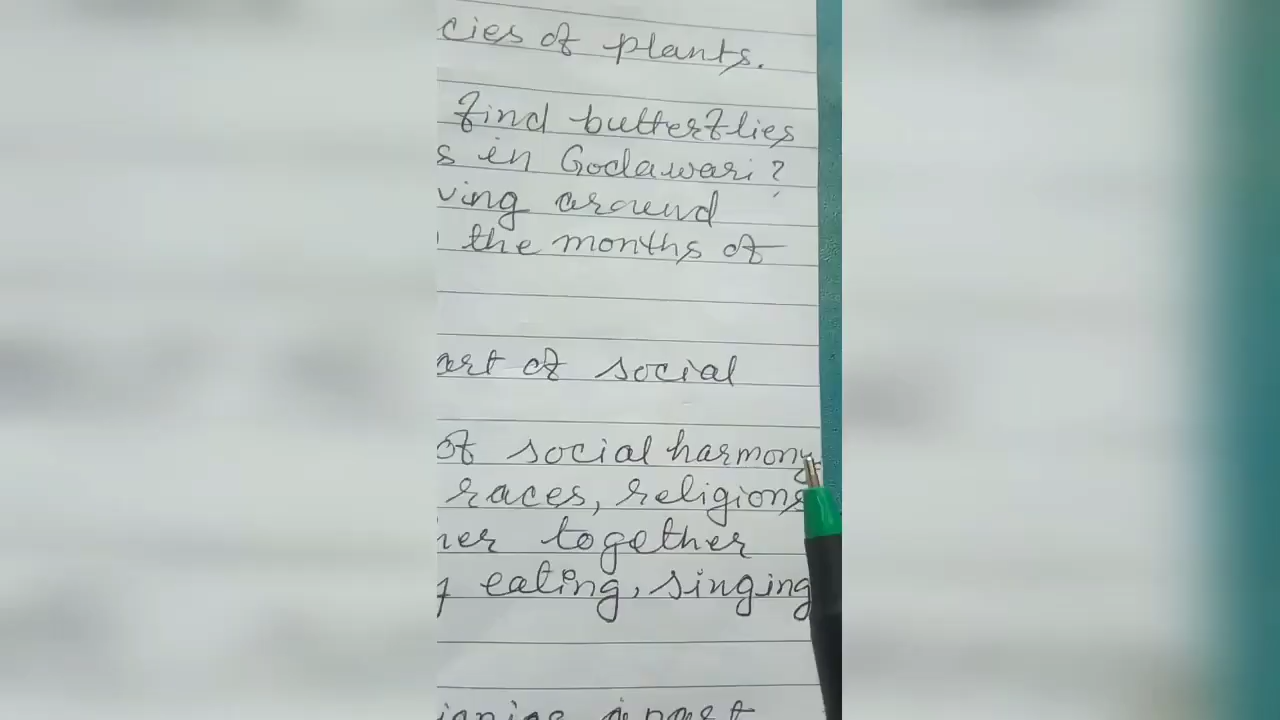 cies of plants.
find butterflies
s in Godawari?
ving around
the months of
art of social
of social harmony
races, religions
her together
eating, singing